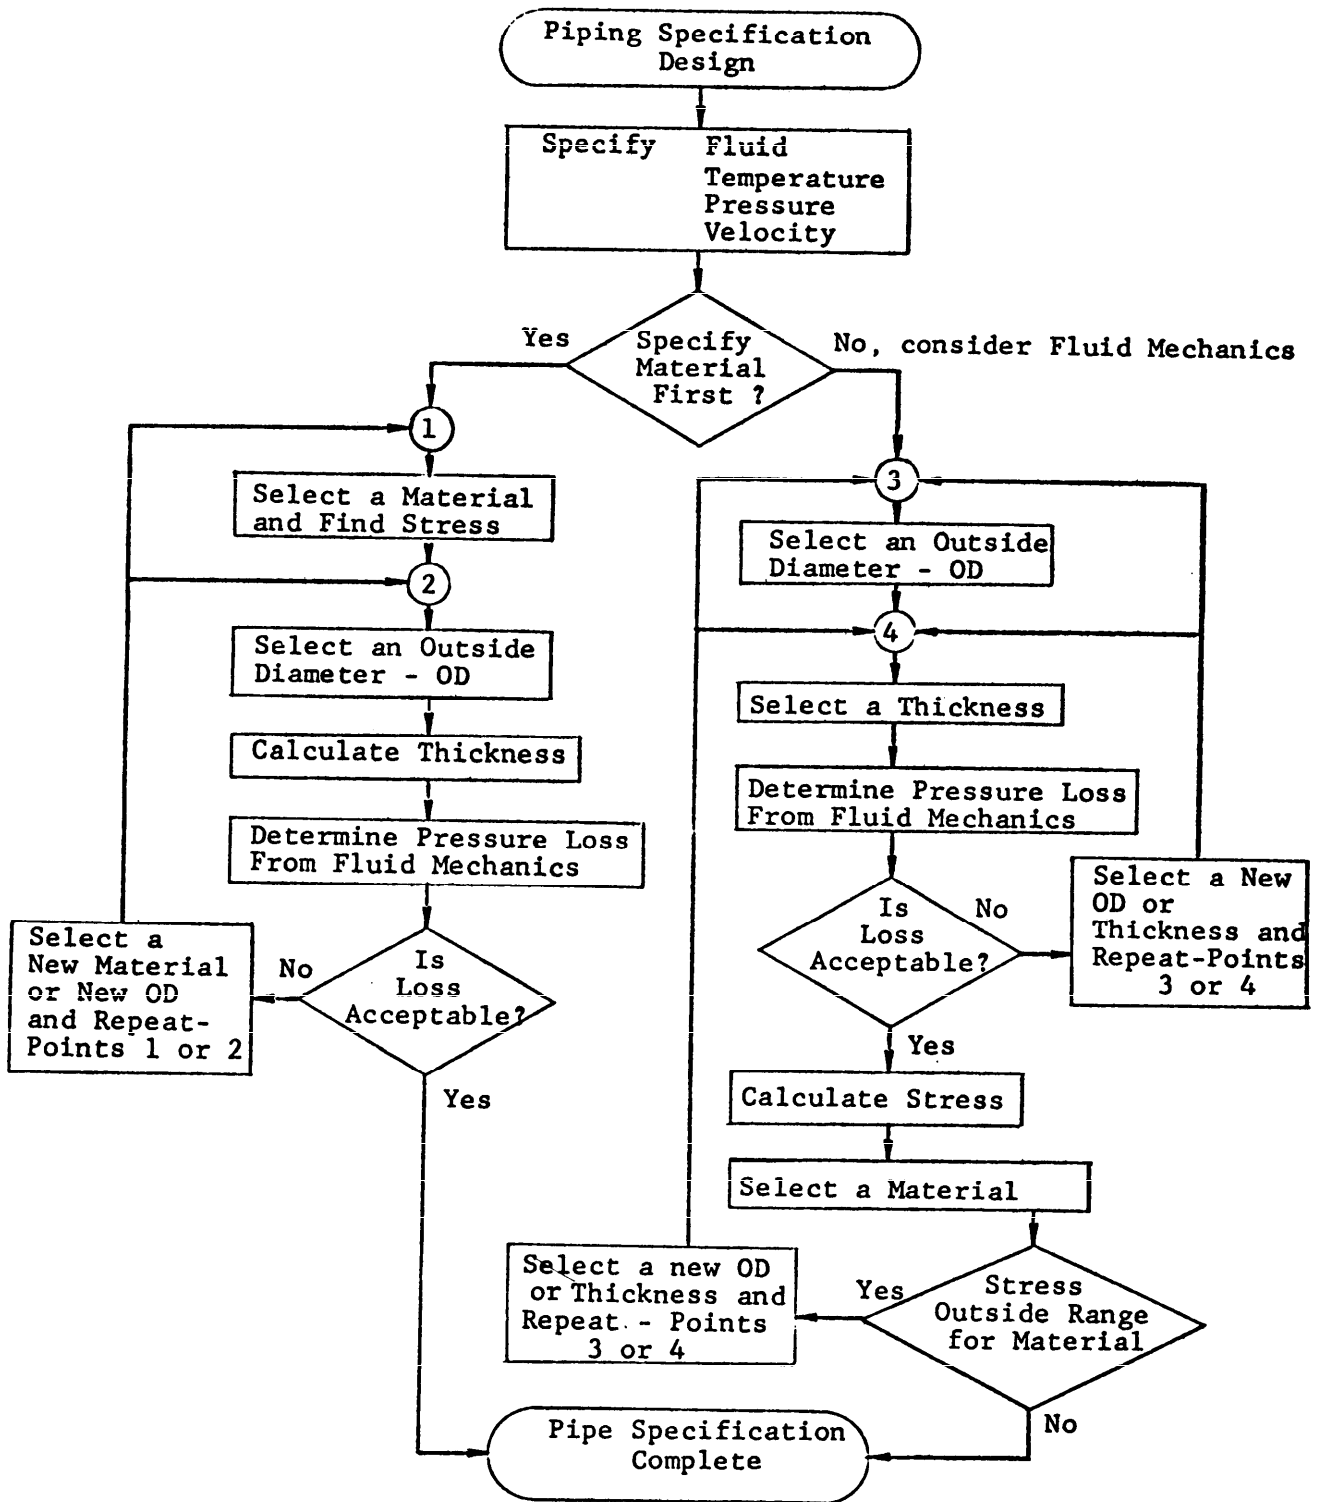 Piping Specification
Design
Specify Fluid
Temperature
Pressure
Velocity
Yes
Specify
Material
First ?
No, consider Fluid Mechanics
1
Select a Material
and Find Stress
2
Select an Outside
Diameter - OD
Calculate Thickness
Determine Pressure Loss
From Fluid Mechanics
Is
Loss
Acceptable?
No
Select a
New Material
or New OD
and Repeat-
Points 1 or 2
Yes
3
Select an Outside
Diameter - OD
4
Select a Thickness
Determine Pressure Loss
From Fluid Mechanics
Is
Loss
Acceptable?
No
Select a New
OD or
Thickness and
Repeat-Points
3 or 4
Yes
Calculate Stress
Select a Material
Stress
Outside Range
for Material
Yes
Select a new OD
or Thickness and
Repeat - Points
3 or 4
No
Pipe Specification
Complete